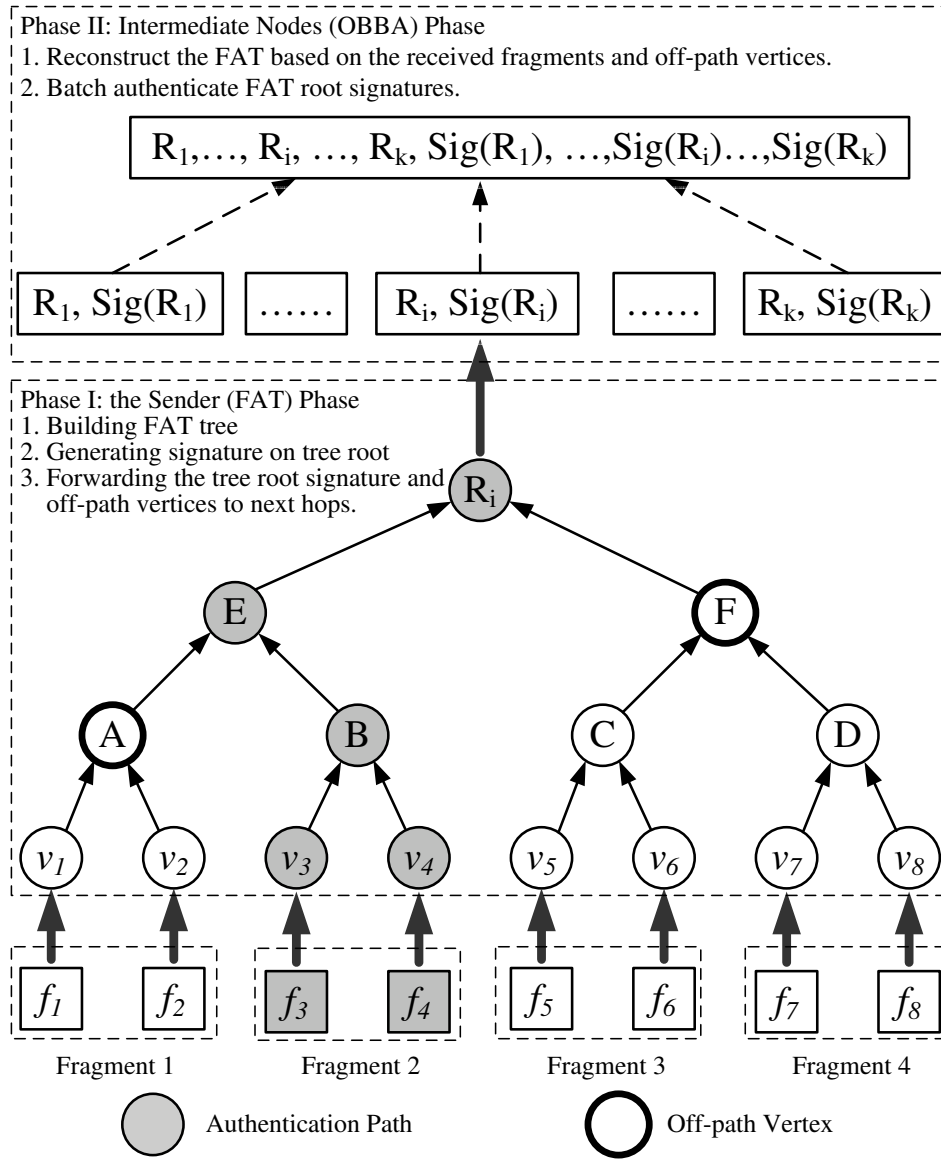 Phase II: Intermediate Nodes (OBBA) Phase
1. Reconstruct the FAT based on the received fragments and off-path vertices.
2. Batch authenticate FAT root signatures.
R1,…, Ri, …, Rk, Sig(R1), …,Sig(Ri)…,Sig(Rk)
R1, Sig(R1) …… Ri, Sig(Ri) …… Rk, Sig(Rk)
Phase I: the Sender (FAT) Phase
1. Building FAT tree
2. Generating signature on tree root
3. Forwarding the tree root signature and
off-path vertices to next hops.
Ri
E F
A B C D
v1 v2 v3 v4 v5 v6 v7 v8
f1 f2 f3 f4 f5 f6 f7 f8
Fragment 1 Fragment 2 Fragment 3 Fragment 4
Authentication Path Off-path Vertex